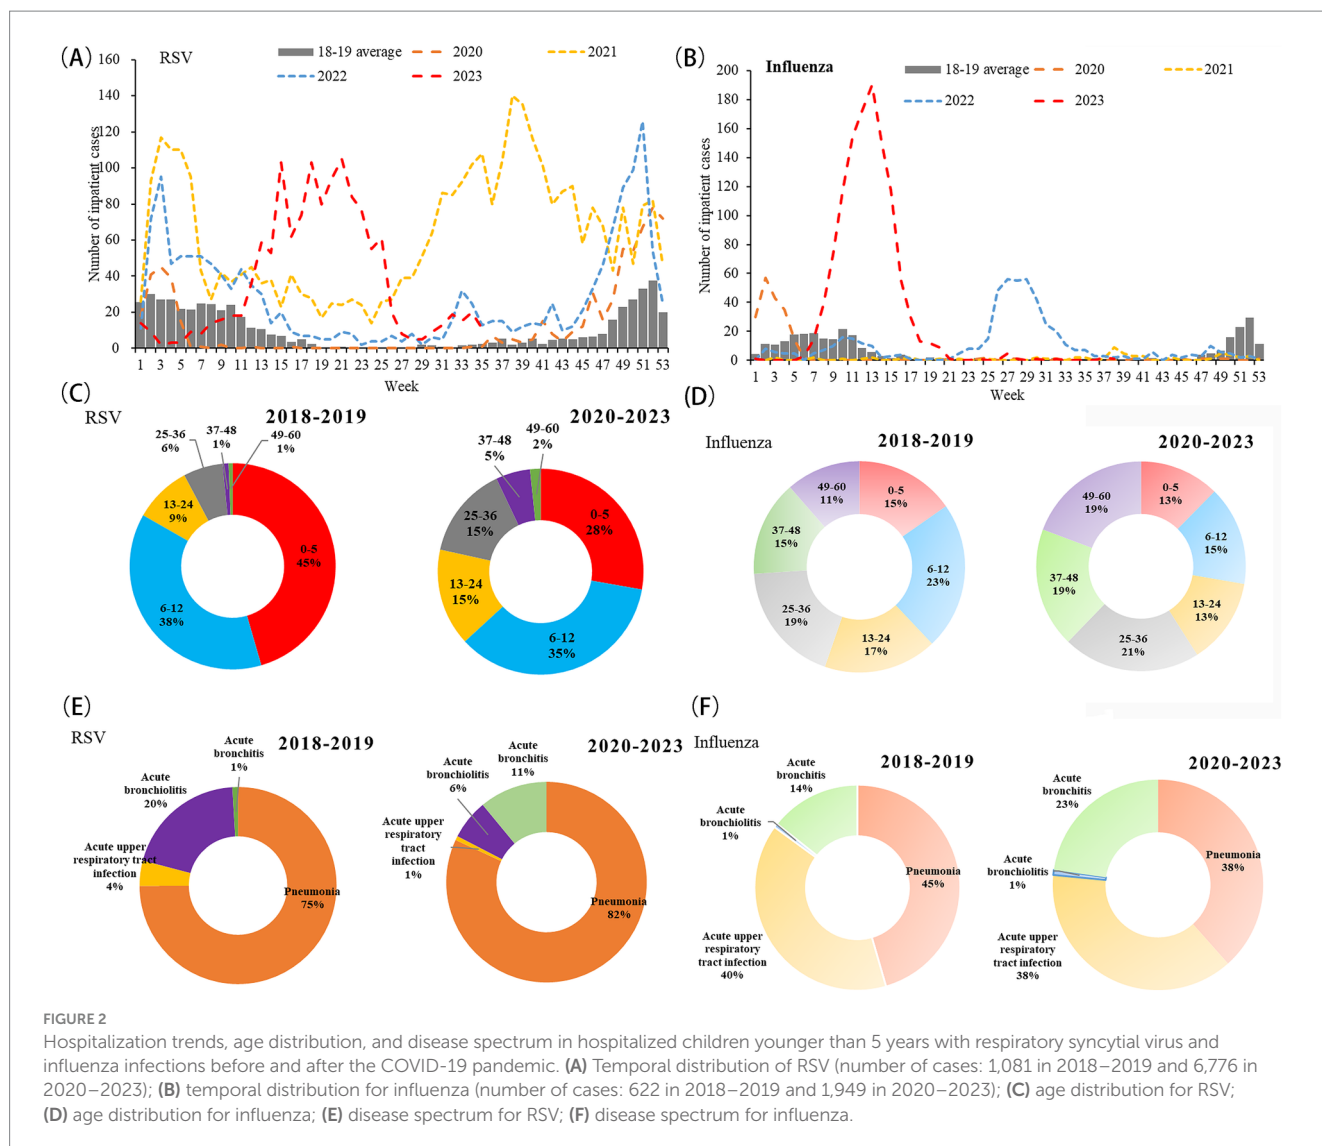 (A)
RSV
18-19 average
2020
2021
2022
2023
160
140
120
100
80
60
40
20
0
Number of inpatient cases
1 3 5 7 9 11 13 15 17 19 21 23 25 27 29 31 33 35 37 39 41 43 45 47 49 51 53
Week
(B)
Influenza
18-19 average
2020
2021
2022
2023
200
180
160
140
120
100
80
60
40
20
0
Number of inpatient cases
1 3 5 7 9 11 13 15 17 19 21 23 25 27 29 31 33 35 37 39 41 43 45 47 49 51 53
Week
(C)
RSV
2018-2019
25-36
6%
37-48
1%
49-60
1%
13-24
9%
0-5
45%
6-12
38%
2020-2023
37-48
5%
49-60
2%
25-36
15%
0-5
28%
13-24
15%
6-12
35%
(D)
Influenza
2018-2019
49-60
11%
0-5
15%
37-48
15%
6-12
23%
25-36
19%
13-24
17%
2020-2023
49-60
19%
0-5
13%
6-12
15%
37-48
19%
13-24
13%
25-36
21%
(E)
RSV
2018-2019
Acute
bronchitis
1%
Acute
bronchiolitis
20%
Acute upper
respiratory tract
infection
4%
Pneumonia
75%
2020-2023
Acute
bronchitis
11%
Acute
bronchiolitis
6%
Acute upper
respiratory
tract
infection
1%
Pneumonia
82%
(F)
Influenza
2018-2019
Acute
bronchitis
14%
Acute
bronchiolitis
1%
Pneumonia
45%
Acute upper
respiratory
tract infection
40%
2020-2023
Acute
bronchitis
23%
Acute
bronchiolitis
1%
Pneumonia
38%
Acute upper
respiratory
tract infection
38%
FIGURE 2
Hospitalization trends, age distribution, and disease spectrum in hospitalized children younger than 5 years with respiratory syncytial virus and
influenza infections before and after the COVID-19 pandemic. (A) Temporal distribution of RSV (number of cases: 1,081 in 2018–2019 and 6,776 in
2020–2023); (B) temporal distribution for influenza (number of cases: 622 in 2018–2019 and 1,949 in 2020–2023); (C) age distribution for RSV;
(D) age distribution for influenza; (E) disease spectrum for RSV; (F) disease spectrum for influenza.